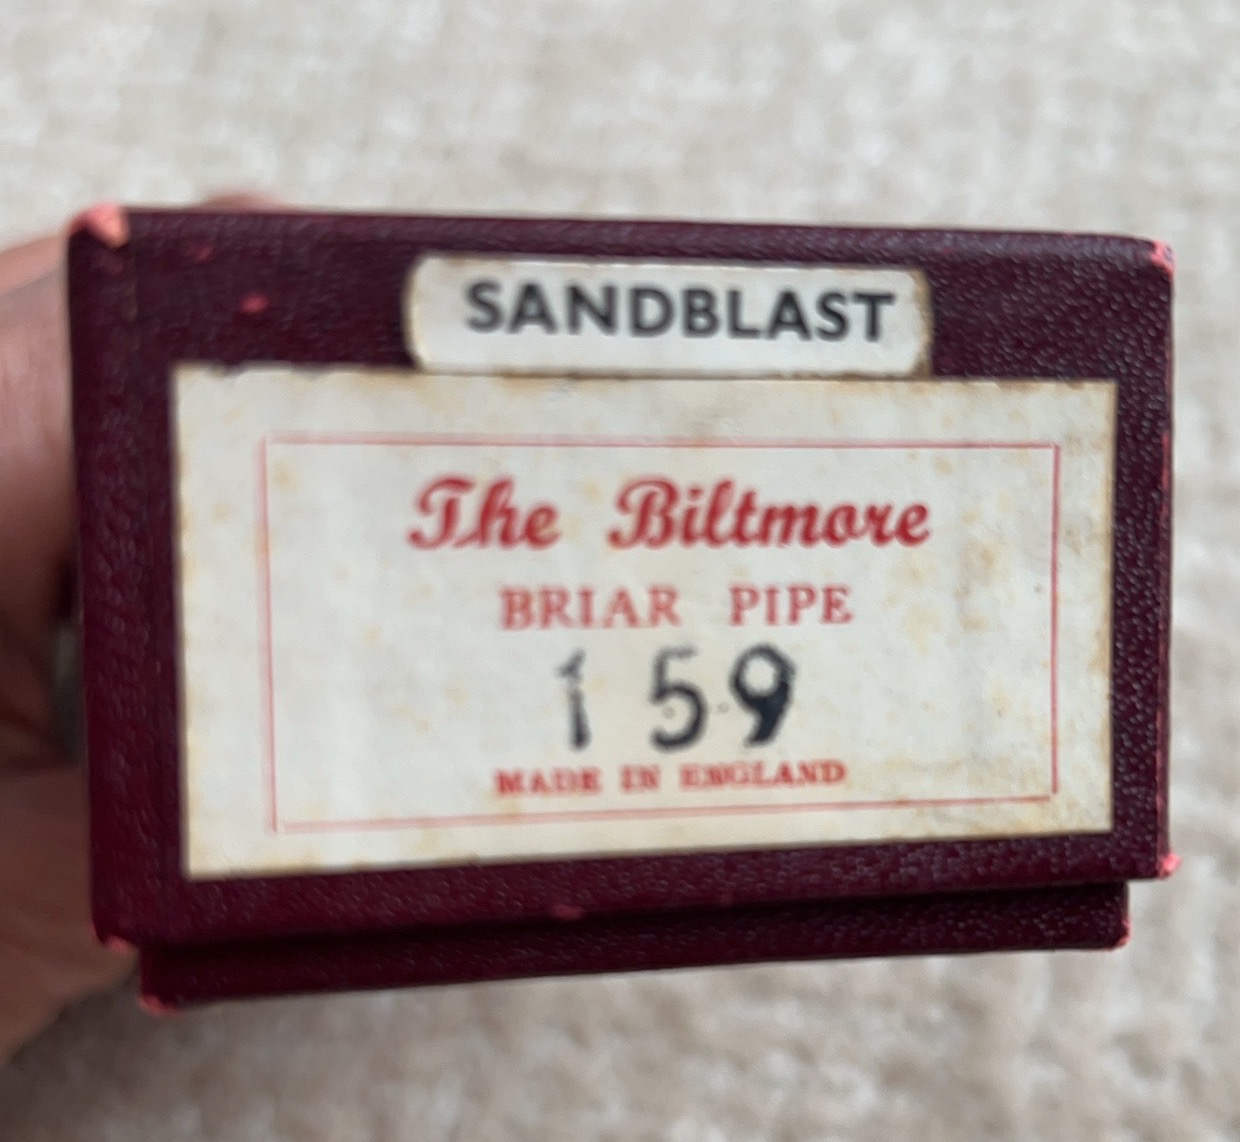 SANDBLAST
The Biltmore
BRIAR PIPE
159
MADE IN ENGLAND